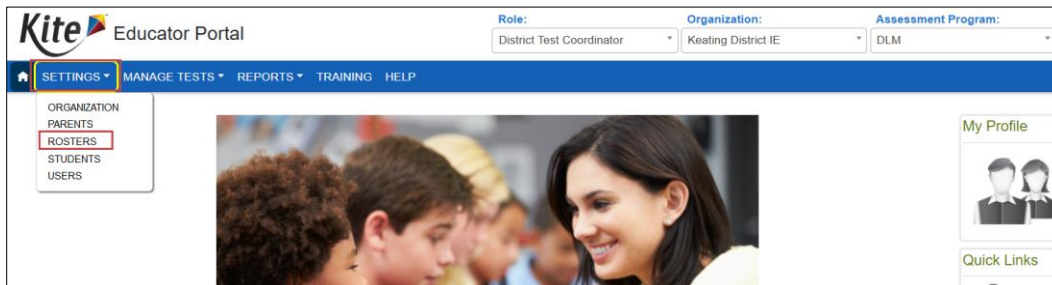 Kite Educator Portal
Role:
District Test Coordinator
Organization:
Keating District IE
Assessment Program:
DLM
SETTINGS MANAGE TESTS REPORTS TRAINING HELP
ORGANIZATION
PARENTS
ROSTERS
STUDENTS
USERS
My Profile
Quick Links